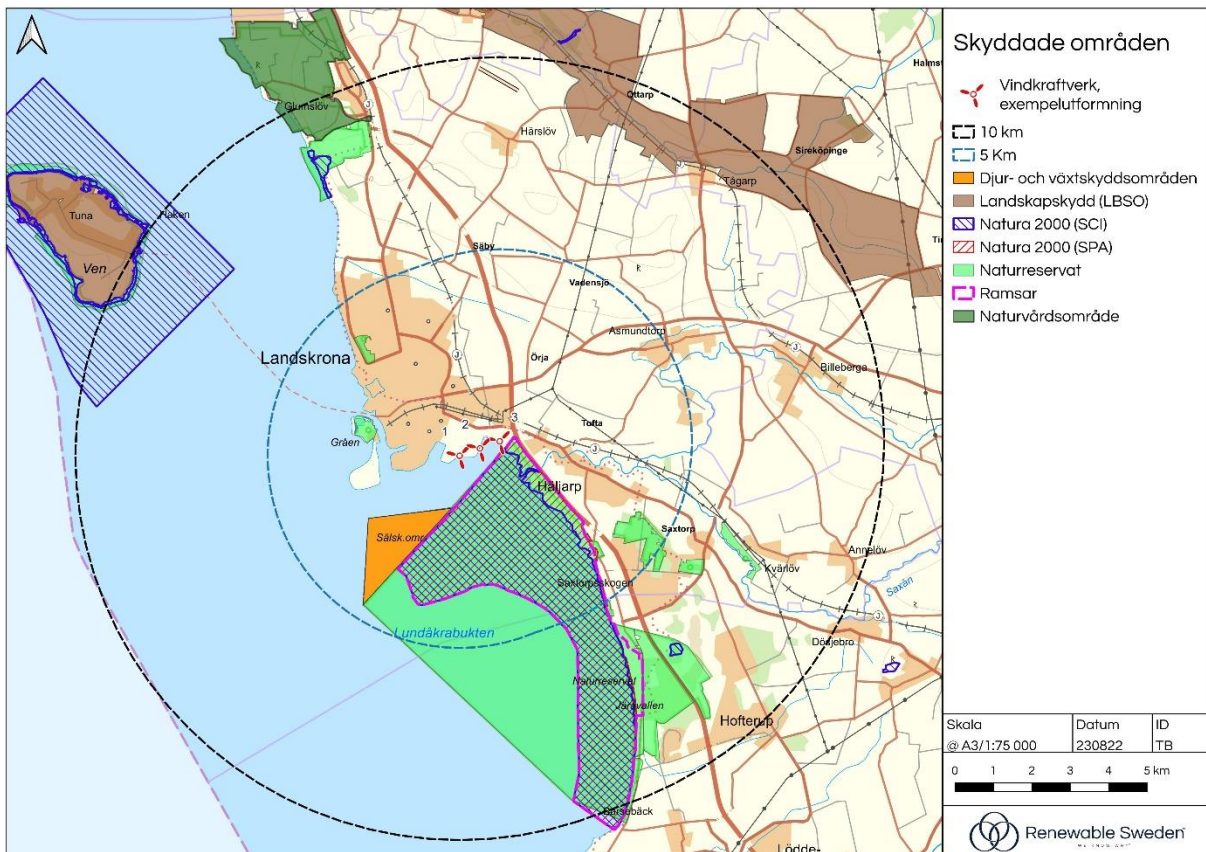 Skyddade områden
Vindkraftverk,
exempelutformning
10 km
5 Km
Djur- och växtskyddsområden
Landskapskydd (LBSO)
Natura 2000 (SCI)
Natura 2000 (SPA)
Naturreservat
Ramsar
Naturvårdsområde
Glumslöv
Härslöv
Ottarp
Sireköpinge
Tågarp
Tuna
Haken
Ven
Säby
Vadensjö
Asmundtorp
Billeberga
Landskrona
Örja
Tofta
Gråen
1
2
3
Häljarp
Saxtorp
Sälsk.omr
Saxtorpsskogen
Kvärlöv
Annelöv
Saxån
Lundåkrabukten
Dösjebro
Naturreservat
Järavallen
Hofterup
Barsebäck
Lödde-
Skala
Datum
ID
@ A3/1:75 000
230822
TB
0 1 2 3 4 5 km
Renewable Sweden